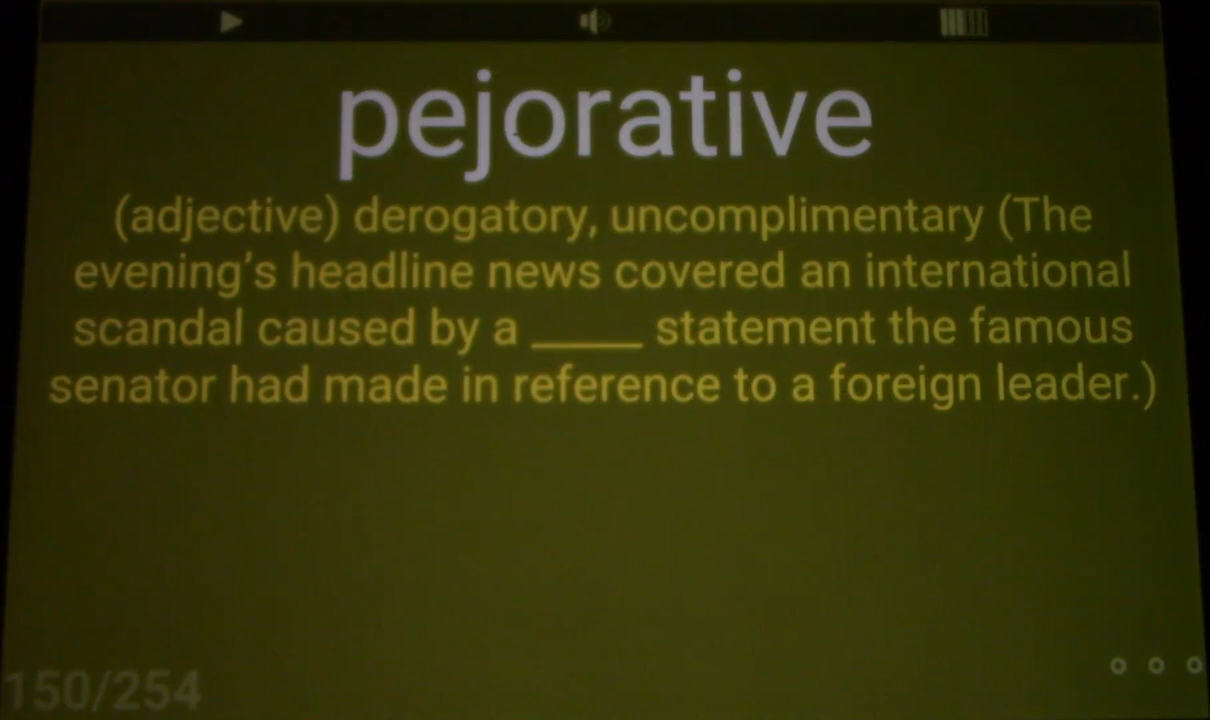 pejorative
(adjective) derogatory, uncomplimentary (The
evening’s headline news covered an international
scandal caused by a _____ statement the famous
senator had made in reference to a foreign leader.)
150/254